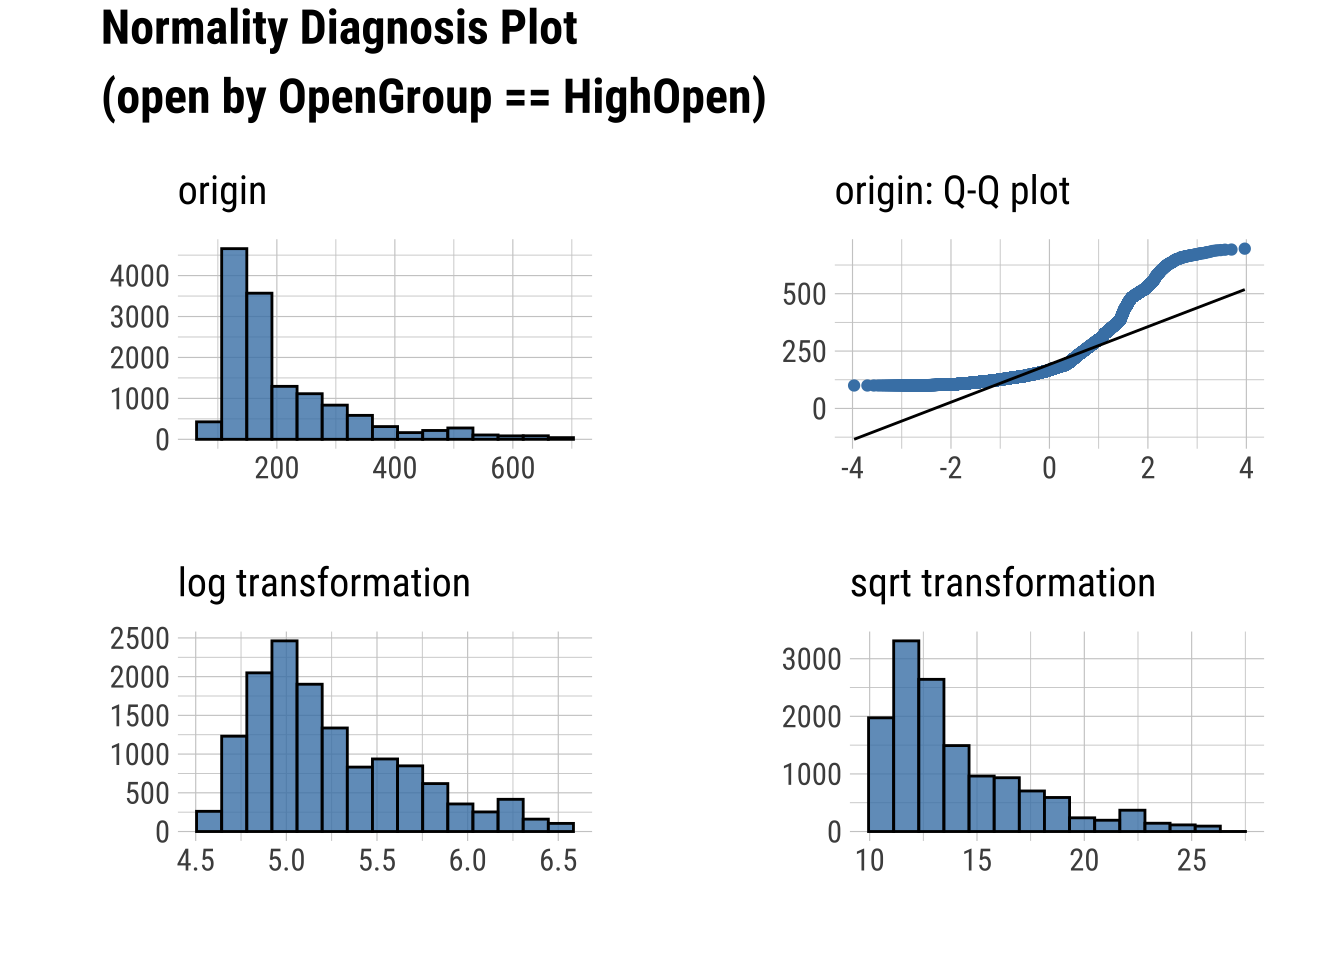 Normality Diagnosis Plot
(open by OpenGroup == HighOpen)
origin
4000
3000
2000
1000
0
200 400 600
origin: Q-Q plot
500
250
0
-4 -2 0 2 4
log transformation
2500
2000
1500
1000
500
0
4.5 5.0 5.5 6.0 6.5
sqrt transformation
3000
2000
1000
0
10 15 20 25